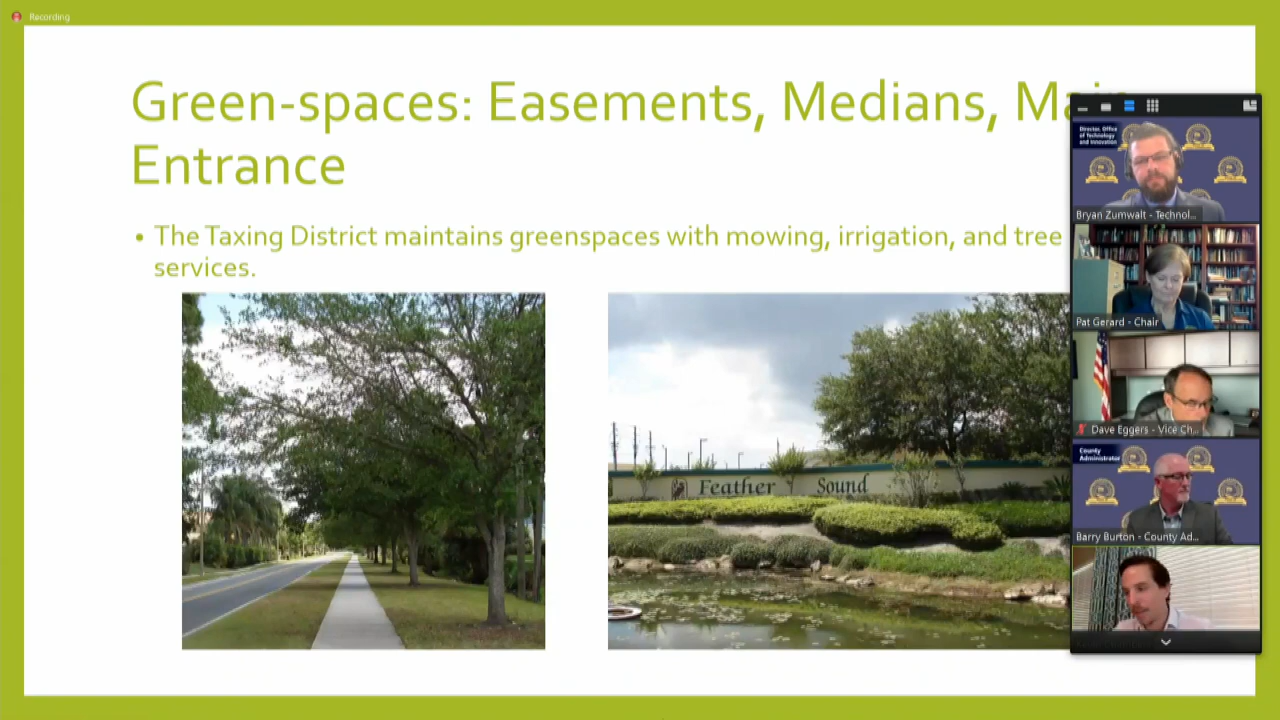 Recording
Green-spaces: Easements, Medians, Main
Entrance
• The Taxing District maintains greenspaces with mowing, irrigation, and tree
services.
Feather Sound
Director, Office
of Technology
and Innovation
Bryan Zumwalt - Technol...
Pat Gerard - Chair
Dave Eggers - Vice Ch...
County
Administrator
Barry Burton - County Ad...